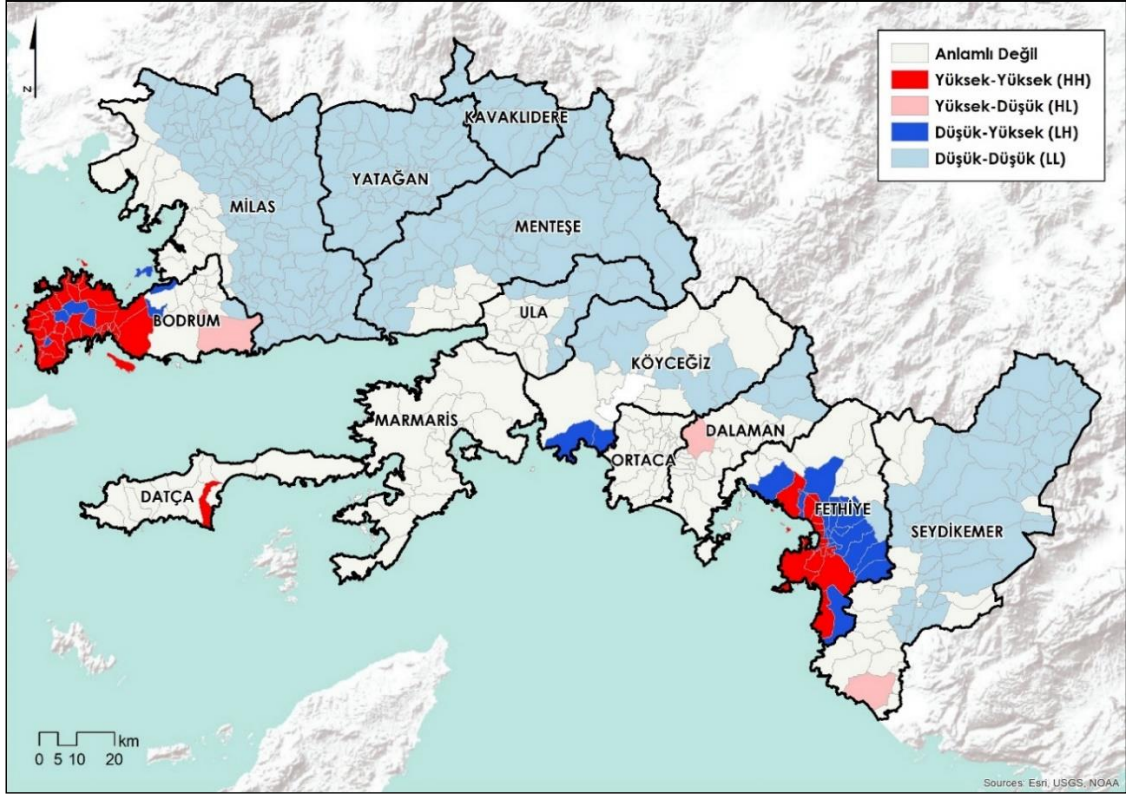 Anlamlı Değil
Yüksek-Yüksek (HH)
Yüksek-Düşük (HL)
Düşük-Yüksek (LH)
Düşük-Düşük (LL)
N
KAVAKLIDERE
YATAĞAN
MİLAS
MENTEŞE
ULA
BODRUM
KÖYCEĞİZ
MARMARİS
DALAMAN
ORTACA
DATÇA
FETHİYE
SEYDİKEMER
km
0 5 10 20
Sources: Esri, USGS, NOAA